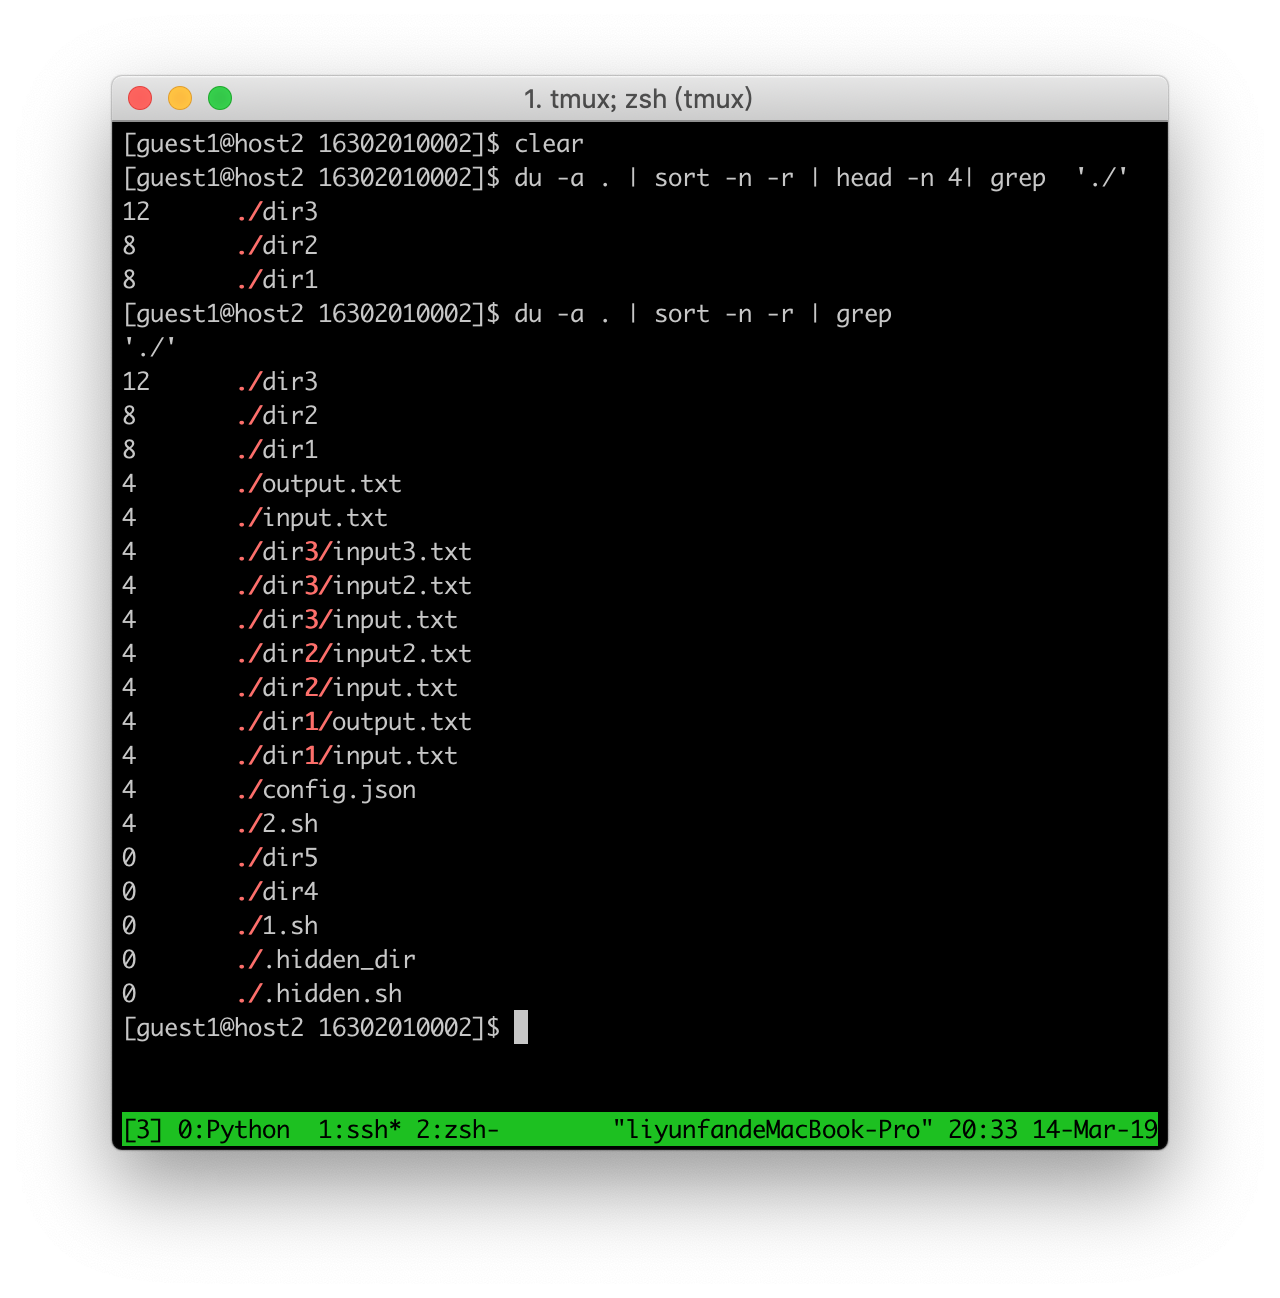 1. tmux; zsh (tmux)
[guest1@host2 16302010002]$ clear
[guest1@host2 16302010002]$ du -a . | sort -n -r | head -n 4| grep  './'
12      ./dir3
8       ./dir2
8       ./dir1
[guest1@host2 16302010002]$ du -a . | sort -n -r | grep
'./'
12      ./dir3
8       ./dir2
8       ./dir1
4       ./output.txt
4       ./input.txt
4       ./dir3/input3.txt
4       ./dir3/input2.txt
4       ./dir3/input.txt
4       ./dir2/input2.txt
4       ./dir2/input.txt
4       ./dir1/output.txt
4       ./dir1/input.txt
4       ./config.json
4       ./2.sh
0       ./dir5
0       ./dir4
0       ./1.sh
0       ./.hidden_dir
0       ./.hidden.sh
[guest1@host2 16302010002]$
[3] 0:Python  1:ssh* 2:zsh-        "liyunfandeMacBook-Pro" 20:33 14-Mar-19